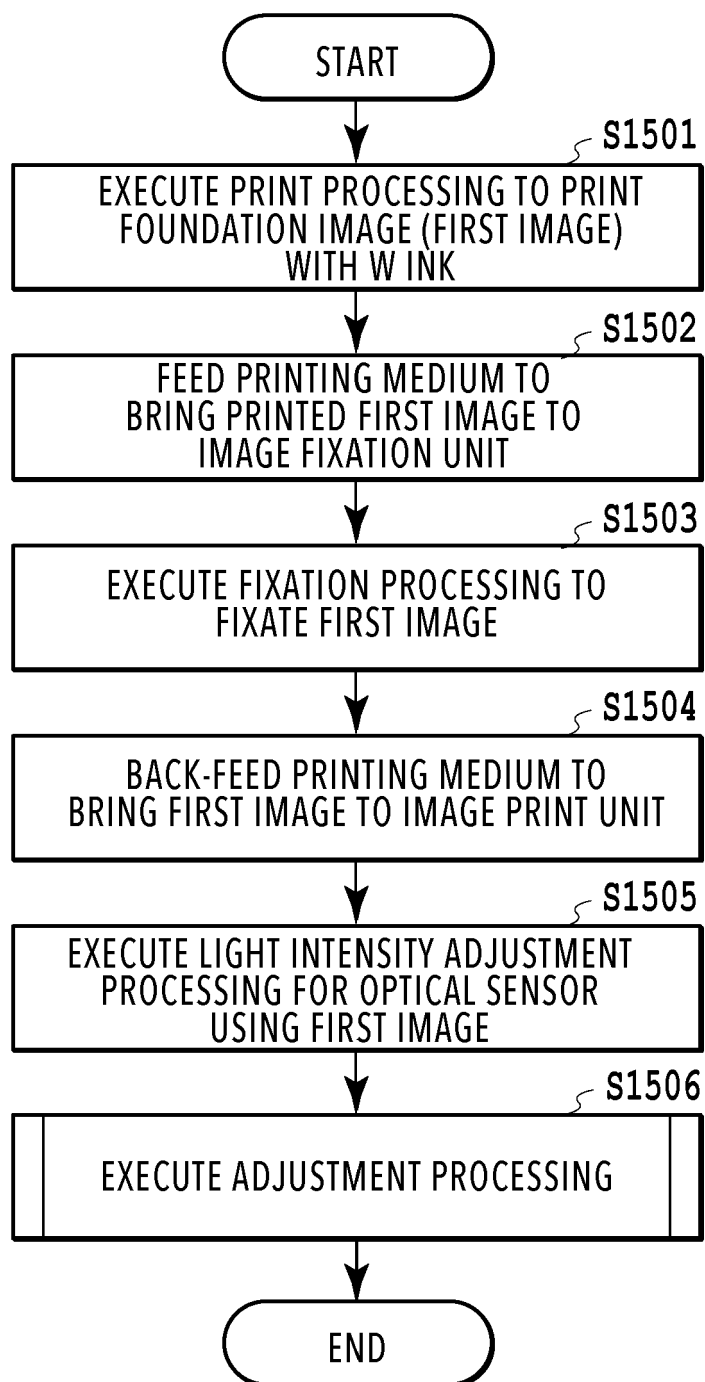 START
S1501
EXECUTE PRINT PROCESSING TO PRINT
FOUNDATION IMAGE (FIRST IMAGE)
WITH W INK
S1502
FEED PRINTING MEDIUM TO
BRING PRINTED FIRST IMAGE TO
IMAGE FIXATION UNIT
S1503
EXECUTE FIXATION PROCESSING TO
FIXATE FIRST IMAGE
S1504
BACK-FEED PRINTING MEDIUM TO
BRING FIRST IMAGE TO IMAGE PRINT UNIT
S1505
EXECUTE LIGHT INTENSITY ADJUSTMENT
PROCESSING FOR OPTICAL SENSOR
USING FIRST IMAGE
S1506
EXECUTE ADJUSTMENT PROCESSING
END